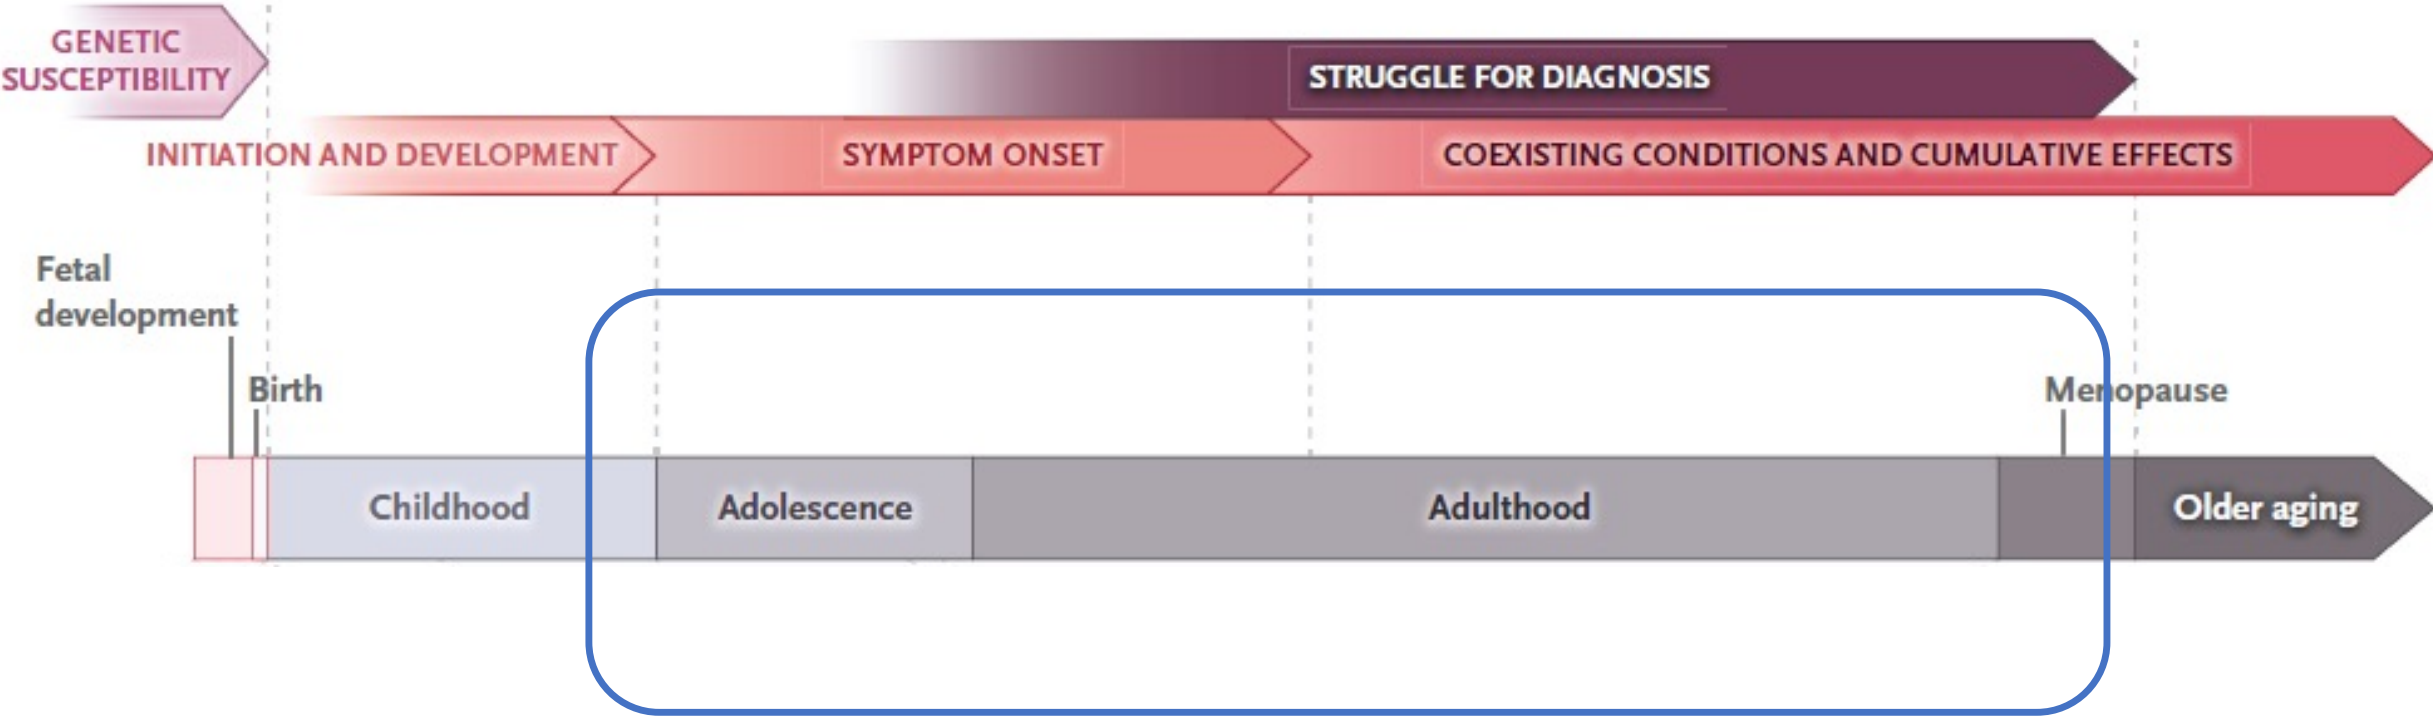 GENETIC
SUSCEPTIBILITY
STRUGGLE FOR DIAGNOSIS
INITIATION AND DEVELOPMENT
SYMPTOM ONSET
COEXISTING CONDITIONS AND CUMULATIVE EFFECTS
Fetal
development
Birth
Menopause
Childhood
Adolescence
Adulthood
Older aging